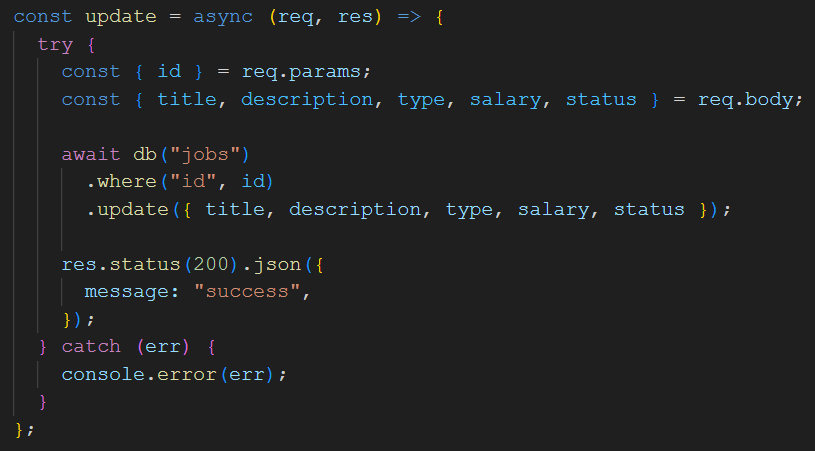 const update = async (req, res) => {
  try {
    const { id } = req.params;
    const { title, description, type, salary, status } = req.body;

    await db("jobs")
      .where("id", id)
      .update({ title, description, type, salary, status });

    res.status(200).json({
      message: "success",
    });
  } catch (err) {
    console.error(err);
  }
};